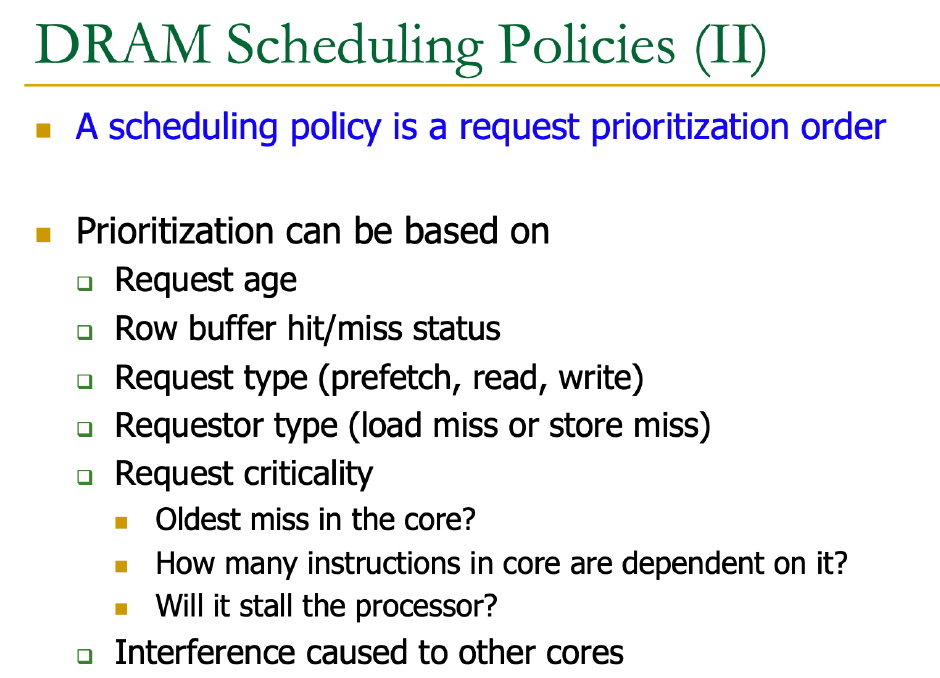 DRAM Scheduling Policies (II)
A scheduling policy is a request prioritization order
Prioritization can be based on
Request age
Row buffer hit/miss status
Request type (prefetch, read, write)
Requestor type (load miss or store miss)
Request criticality
Oldest miss in the core?
How many instructions in core are dependent on it?
Will it stall the processor?
Interference caused to other cores